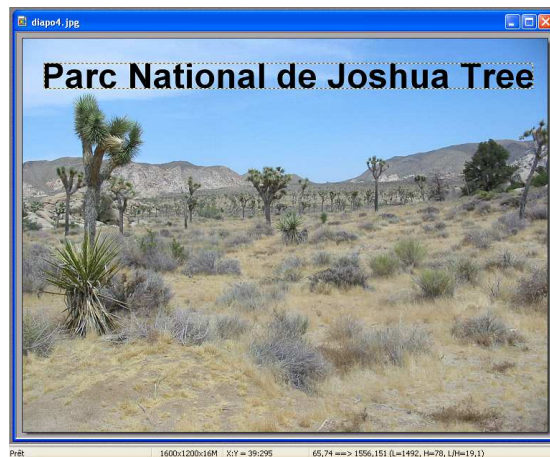 diapo4.jpg
Parc National de Joshua Tree
Prêt 1600x1200x16M X:Y = 39:295 65,74 ==> 1556,151 (L=1492, H=78, L/H=19,1)